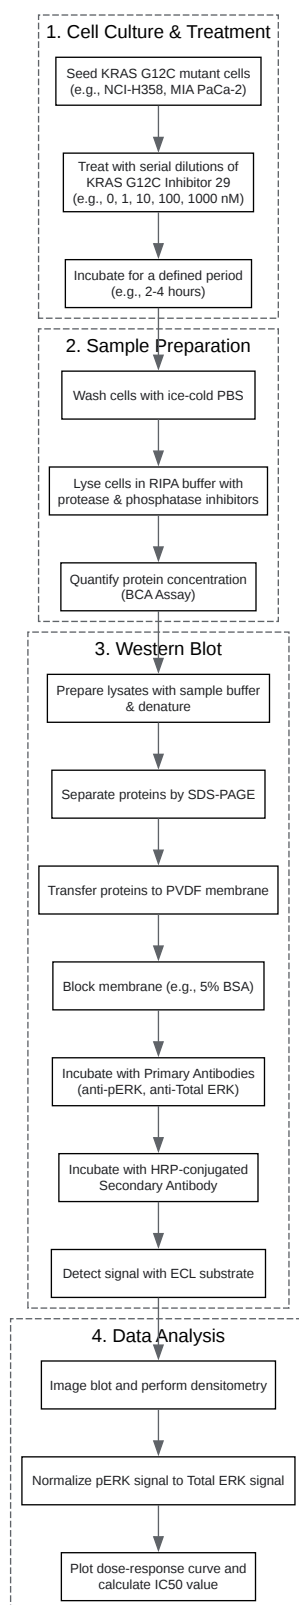 1. Cell Culture & Treatment
Seed KRAS G12C mutant cells
(e.g., NCI-H358, MIA PaCa-2)
Treat with serial dilutions of
KRAS G12C Inhibitor 29
(e.g., 0, 1, 10, 100, 1000 nM)
Incubate for a defined period
(e.g., 2-4 hours)
2. Sample Preparation
Wash cells with ice-cold PBS
Lyse cells in RIPA buffer with
protease & phosphatase inhibitors
Quantify protein concentration
(BCA Assay)
3. Western Blot
Prepare lysates with sample buffer
& denature
Separate proteins by SDS-PAGE
Transfer proteins to PVDF membrane
Block membrane (e.g., 5% BSA)
Incubate with Primary Antibodies
(anti-pERK, anti-Total ERK)
Incubate with HRP-conjugated
Secondary Antibody
Detect signal with ECL substrate
4. Data Analysis
Image blot and perform densitometry
Normalize pERK signal to Total ERK signal
Plot dose-response curve and
calculate IC50 value